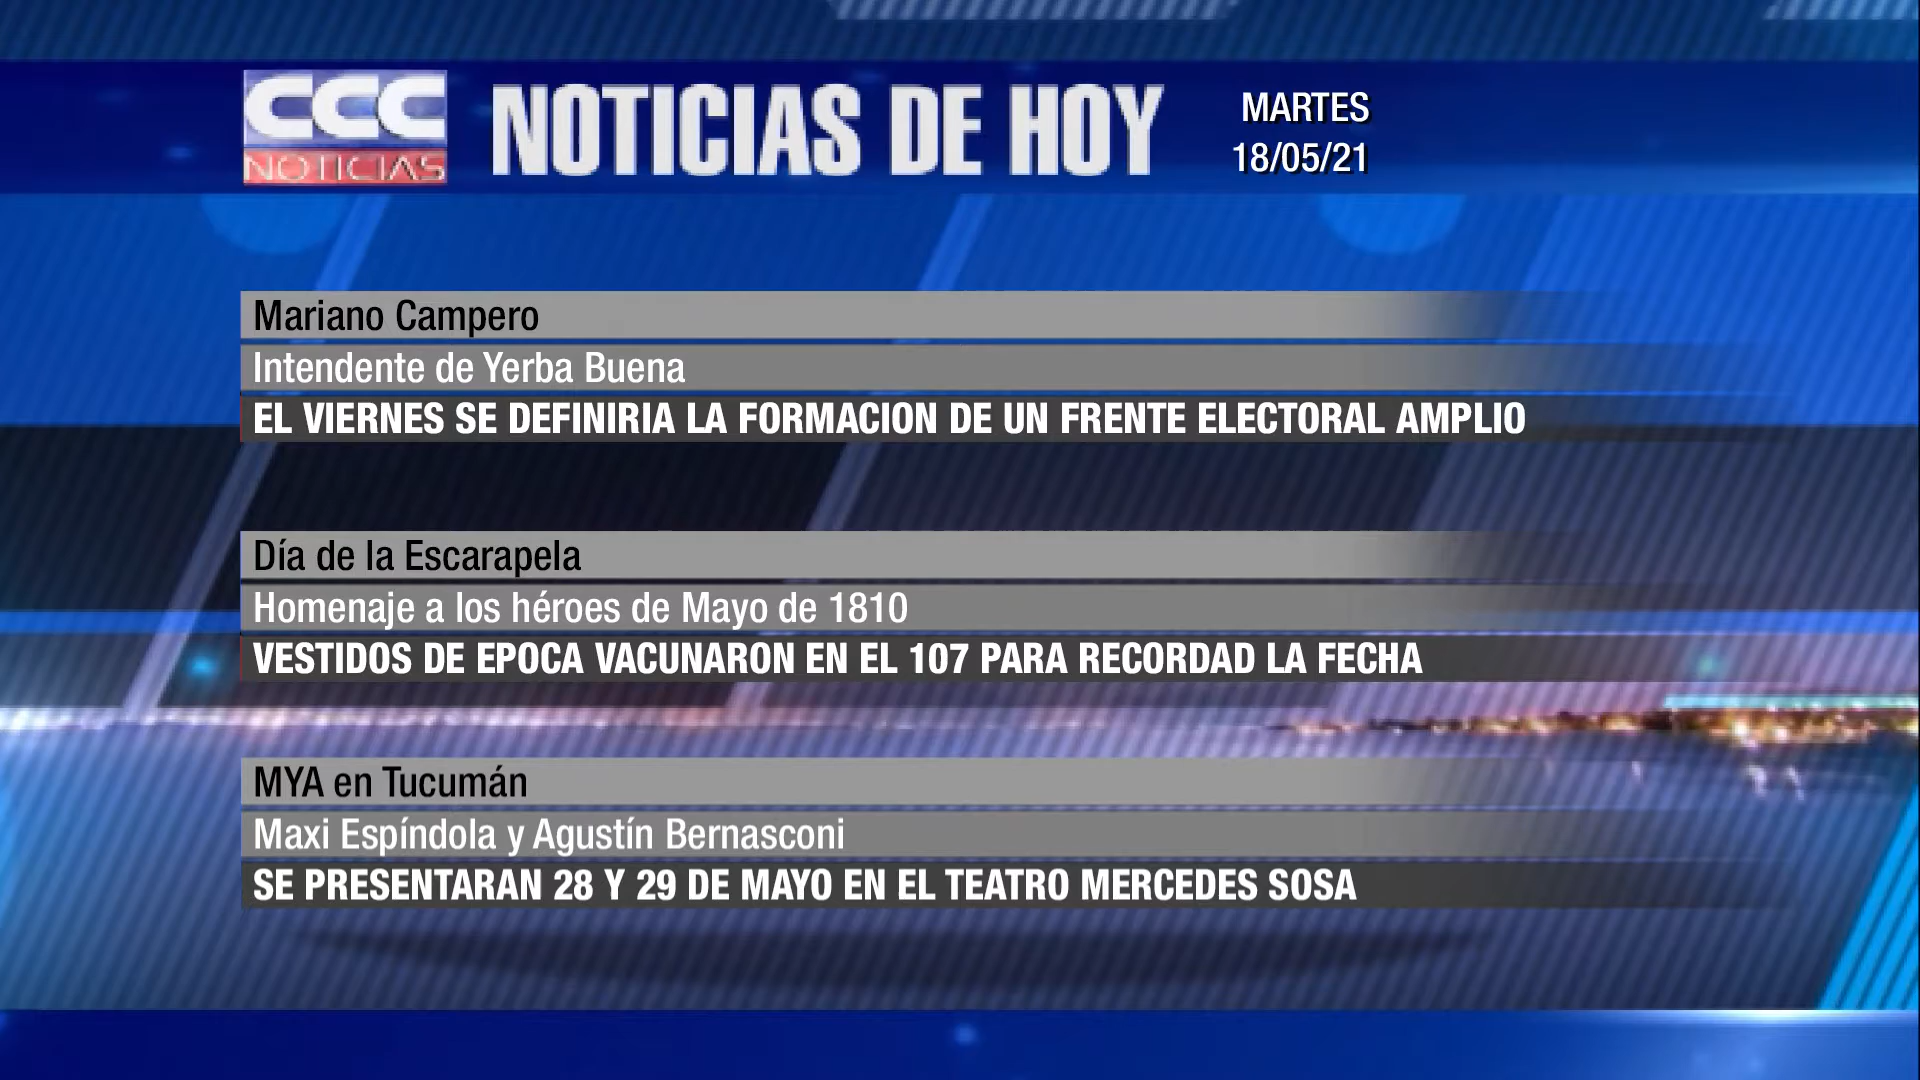 CCC
NOTICIAS
NOTICIAS DE HOY
MARTES
18/05/21
Mariano Campero
Intendente de Yerba Buena
EL VIERNES SE DEFINIRIA LA FORMACION DE UN FRENTE ELECTORAL AMPLIO
Día de la Escarapela
Homenaje a los héroes de Mayo de 1810
VESTIDOS DE EPOCA VACUNARON EN EL 107 PARA RECORDAD LA FECHA
MYA en Tucumán
Maxi Espíndola y Agustín Bernasconi
SE PRESENTARAN 28 Y 29 DE MAYO EN EL TEATRO MERCEDES SOSA